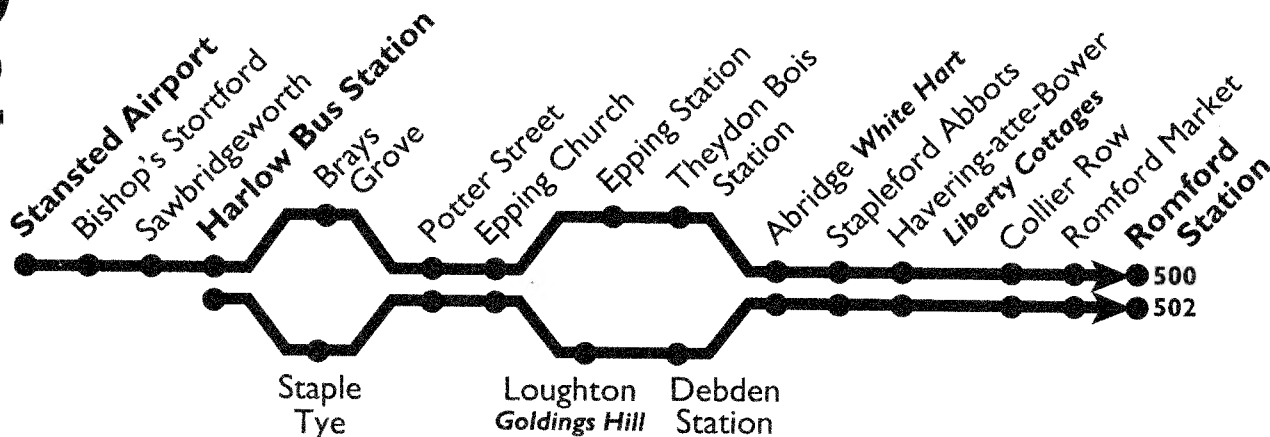 Stansted Airport
Bishop's Stortford
Sawbridgeworth
Harlow Bus Station
Brays
Grove
Potter Street
Epping Church
Epping Station
Theydon Bois
Station
Abridge White Hart
Stapleford Abbots
Havering-atte-Bower
Liberty Cottages
Collier Row
Romford Market
Romford
Station
500
502
Staple
Tye
Loughton
Goldings Hill
Debden
Station